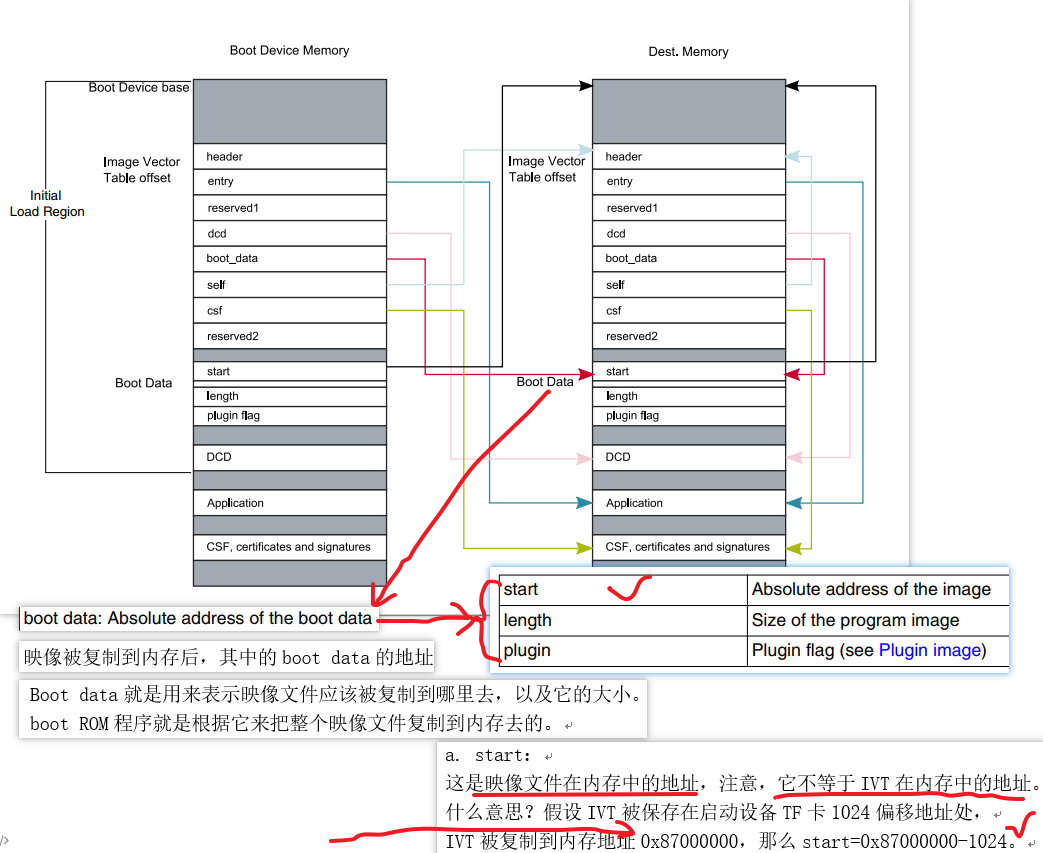 Boot Device Memory
Dest. Memory
Boot Device base
Image Vector
Table offset
Initial
Load Region
header
entry
reserved1
dcd
boot_data
self
csf
reserved2
Boot Data
start
length
plugin flag
DCD
Application
CSF, certificates and signatures
Image Vector
Table offset
header
entry
reserved1
dcd
boot_data
self
csf
reserved2
Boot Data
start
length
plugin flag
DCD
Application
CSF, certificates and signatures
start Absolute address of the image
length Size of the program image
plugin Plugin flag (see Plugin image)
boot data: Absolute address of the boot data
映像被复制到内存后，其中的 boot data 的地址
Boot data 就是用来表示映像文件应该被复制到哪里去，以及它的大小。
boot ROM 程序就是根据它来把整个映像文件复制到内存去的。
a. start：
这是映像文件在内存中的地址，注意，它不等于 IVT 在内存中的地址。
什么意思？假设 IVT 被保存在启动设备 TF 卡 1024 偏移地址处，
IVT 被复制到内存地址 0x87000000，那么 start=0x87000000-1024。
/>